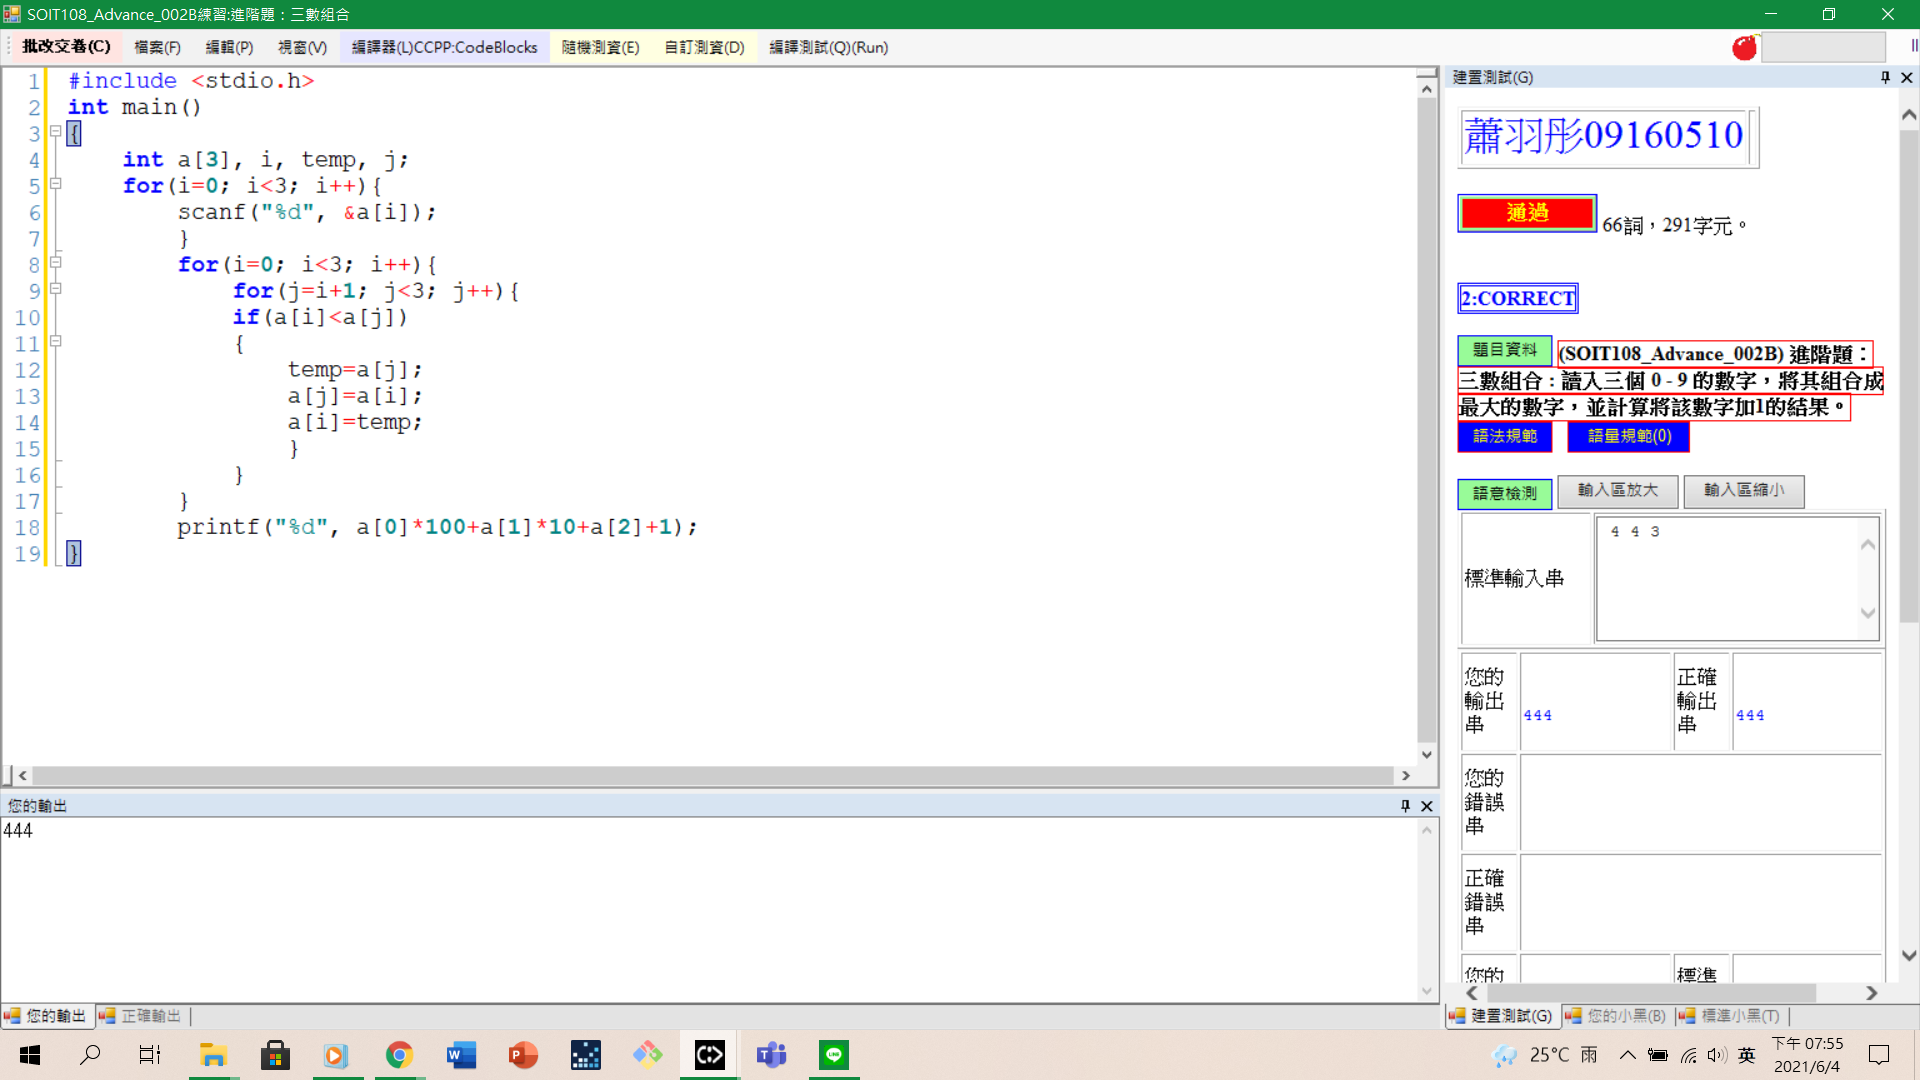 SOIT108_Advance_002B練習:進階題：三數組合
批改交卷(C) 檔案(F) 編輯(P) 視窗(V) 編譯器(L)CCPP:CodeBlocks 隨機測資(E) 自訂測資(D) 編譯測試(Q)(Run)
1 #include <stdio.h>
2 int main()
3 {
4 int a[3], i, temp, j;
5 for(i=0; i<3; i++){
6 scanf("%d", &a[i]);
7 }
8 for(i=0; i<3; i++){
9 for(j=i+1; j<3; j++){
10 if(a[i]<a[j])
11 {
12 temp=a[j];
13 a[j]=a[i];
14 a[i]=temp;
15 }
16 }
17 }
18 printf("%d", a[0]*100+a[1]*10+a[2]+1);
19 }
您的輸出
444
您的輸出 正確輸出
建置測試(G)
蕭羽彤09160510
通過 66詞，291字元。
2:CORRECT
題目資料 (SOIT108_Advance_002B) 進階題：
三數組合：讀入三個 0 - 9 的數字，將其組合成
最大的數字，並計算將該數字加1的結果。
語法規範 語量規範(0)
語意檢測 輸入區放大 輸入區縮小
標準輸入串 4 4 3
您的輸出串 444 正確輸出串 444
您的錯誤串
正確錯誤串
您的 標準
建置測試(G) 您的小黑(B) 標準小黑(T)
25°C 雨 英 下午 07:55
2021/6/4